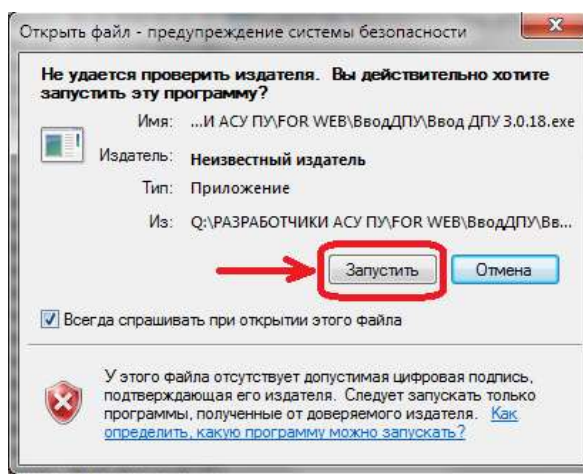 Открыть файл - предупреждение системы безопасности
Не удается проверить издателя. Вы действительно хотите
запустить эту программу?
Имя: ...И АСУ ПУ\FOR WEB\ВводДПУ\Ввод ДПУ 3.0.18.exe
Издатель: Неизвестный издатель
Тип: Приложение
Из: Q:\РАЗРАБОТЧИКИ АСУ ПУ\FOR WEB\ВводДПУ\Вв...
Запустить Отмена
Всегда спрашивать при открытии этого файла
У этого файла отсутствует допустимая цифровая подпись,
подтверждающая его издателя. Следует запускать только
программы, полученные от доверяемого издателя. Как
определить, какую программу можно запускать?